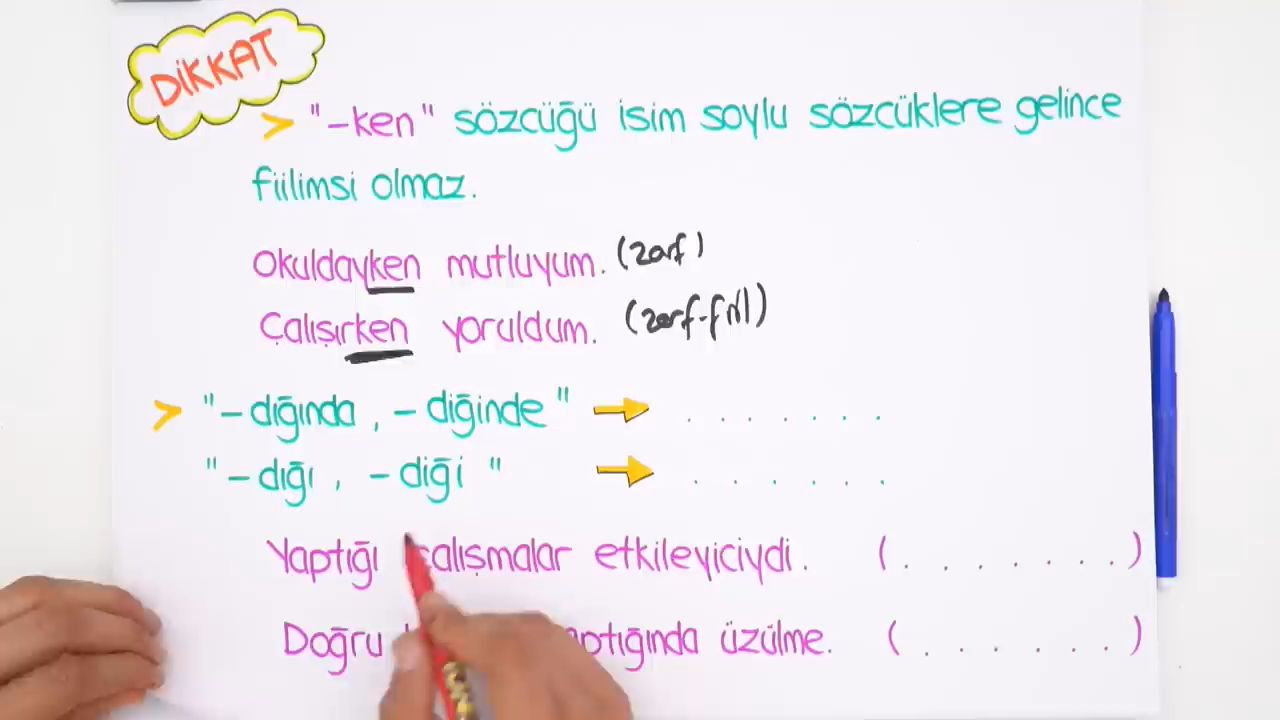 DİKKAT
> "-ken" sözcüğü isim soylu sözcüklere gelince
fiilimsi olmaz.
Okuldayken mutluyum. (zarf)
Çalışırken yoruldum. (zarf-fiil)
> "-dığında, -diğinde" → . . . . . . .
"-dığı, -diği" → . . . . . .
Yaptığı çalışmalar etkileyiciydi. (. . . . . . .)
Doğru üzülme. (. . . . . .)